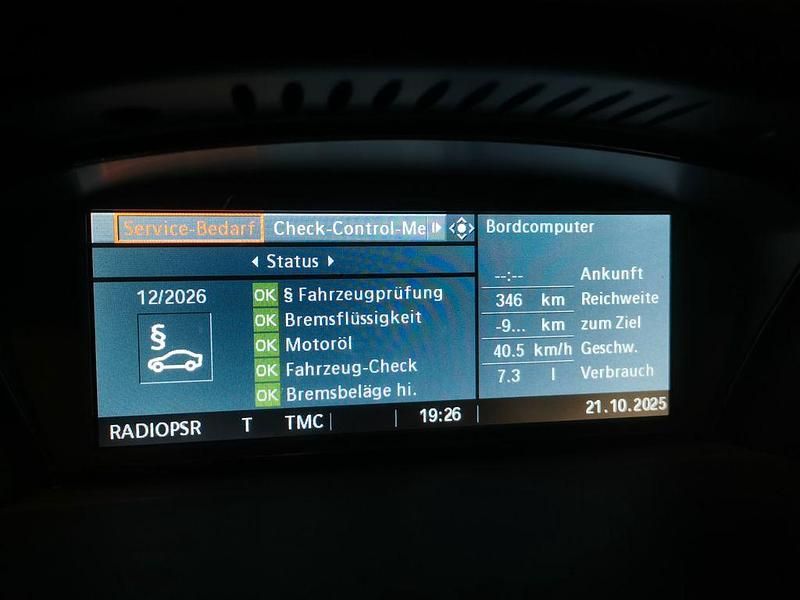 Service-Bedarf Check-Control-Me
Status
12/2026
§
OK § Fahrzeugprüfung
OK Bremsflüssigkeit
OK Motoröl
OK Fahrzeug-Check
OK Bremsbeläge hi.
Bordcomputer
--:-- Ankunft
346 km Reichweite
-9... km zum Ziel
40.5 km/h Geschw.
7.3 l Verbrauch
RADIOPSR T TMC 19:26 21.10.2025